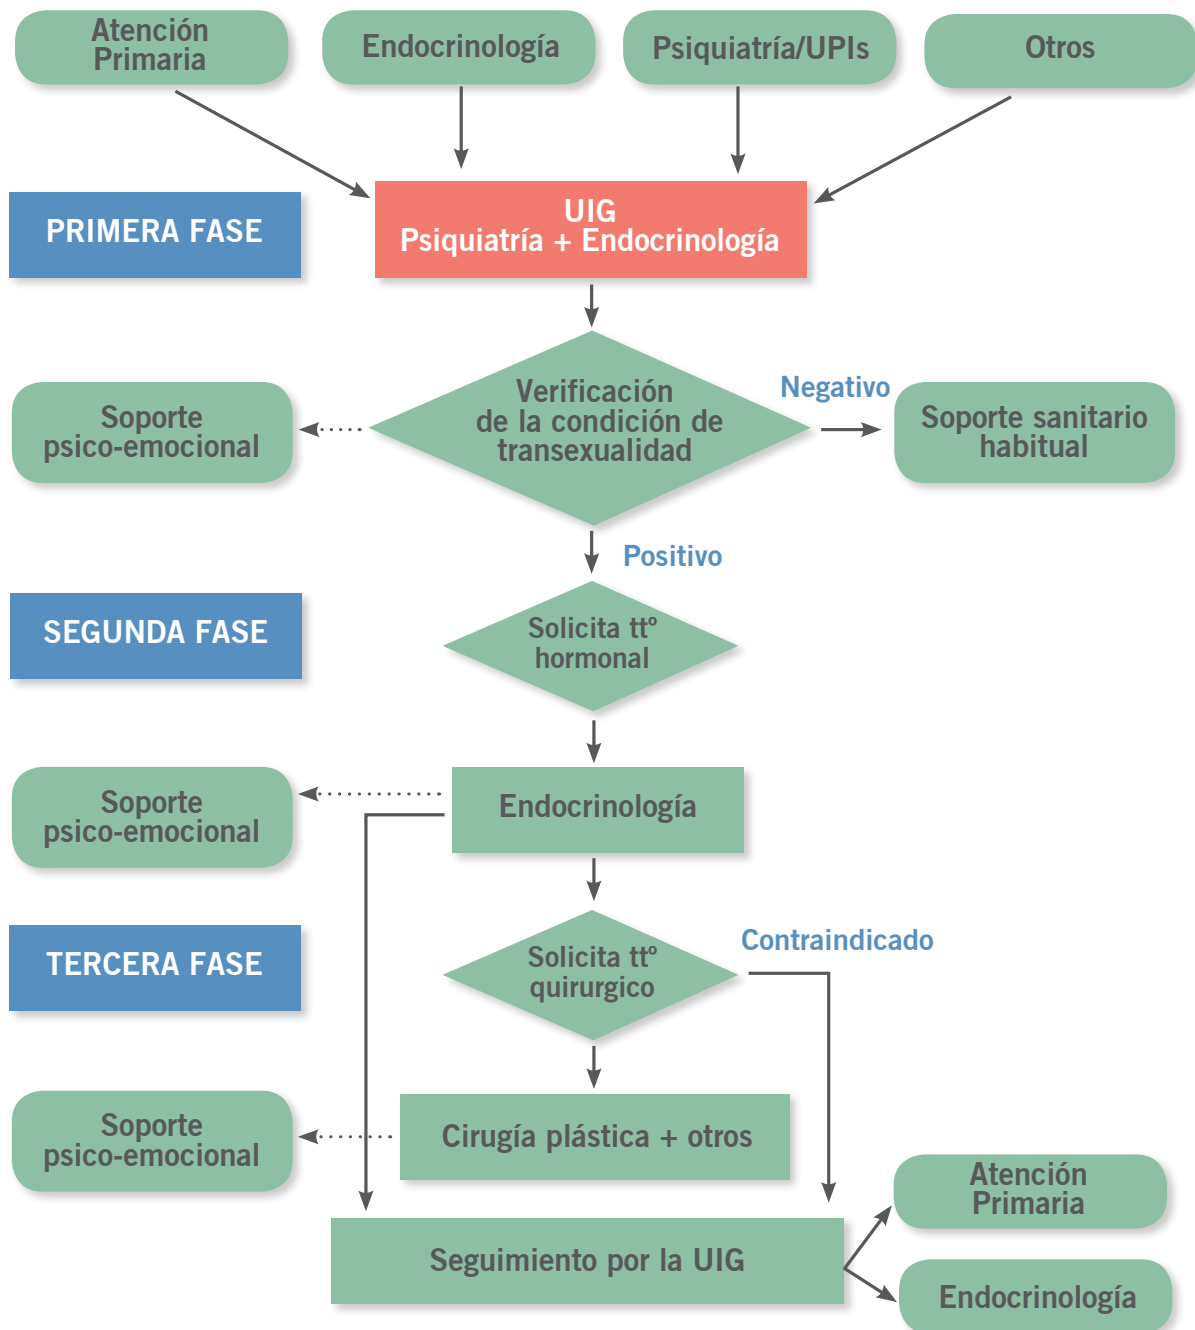 Atención
Primaria
Endocrinología
Psiquiatría/UPIs
Otros
PRIMERA FASE
UIG
Psiquiatría + Endocrinología
Soporte
psico-emocional
Verificación
de la condición de
transexualidad
Negativo
Soporte sanitario
habitual
Positivo
SEGUNDA FASE
Solicita ttº
hormonal
Soporte
psico-emocional
Endocrinología
TERCERA FASE
Solicita ttº
quirurgico
Contraindicado
Soporte
psico-emocional
Cirugía plástica + otros
Atención
Primaria
Seguimiento por la UIG
Endocrinología